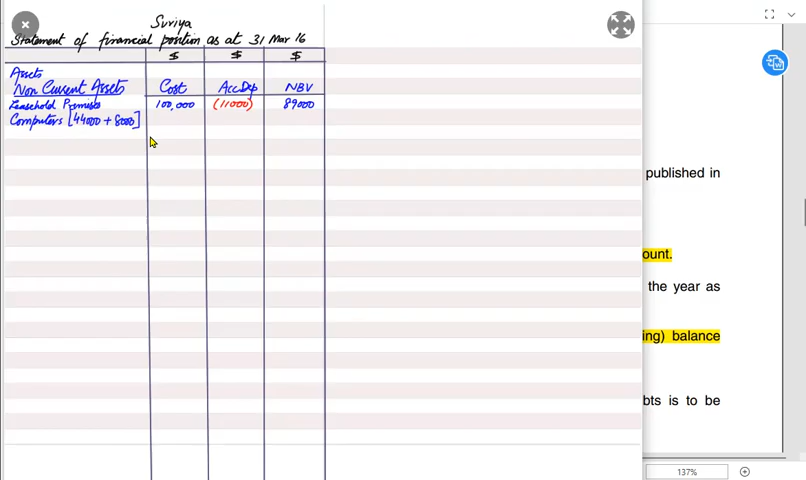 Suriya
Statement of financial position as at 31 Mar 16
$ $ $
Assets
Non Current Assets Cost Acc Dep NBV
Leasehold Premises 100,000 (11000) 89000
Computers [44000 + 8000]
published in
ount.
the year as
ing) balance
bts is to be
137%